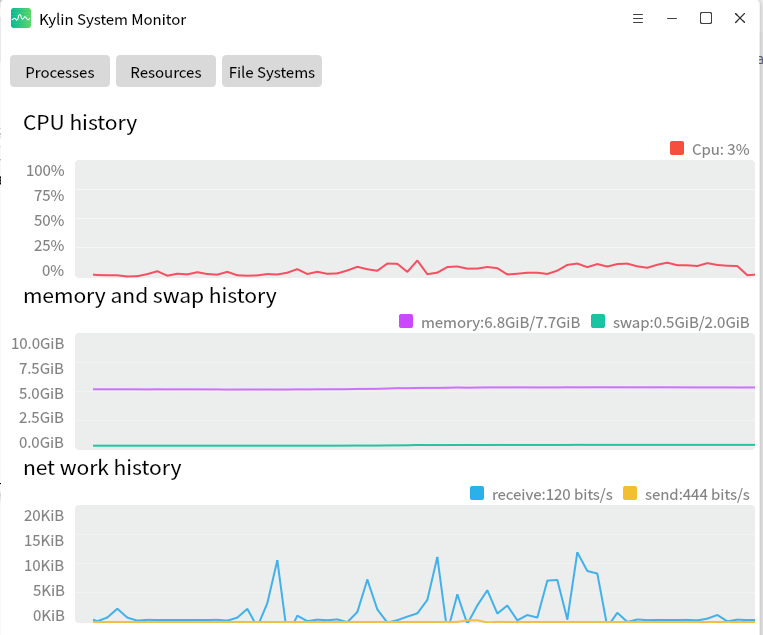 Kylin System Monitor
Processes Resources File Systems
CPU history
Cpu: 3%
100%
75%
50%
25%
0%
memory and swap history
memory:6.8GiB/7.7GiB swap:0.5GiB/2.0GiB
10.0GiB
7.5GiB
5.0GiB
2.5GiB
0.0GiB
net work history
receive:120 bits/s send:444 bits/s
20KiB
15KiB
10KiB
5KiB
0KiB